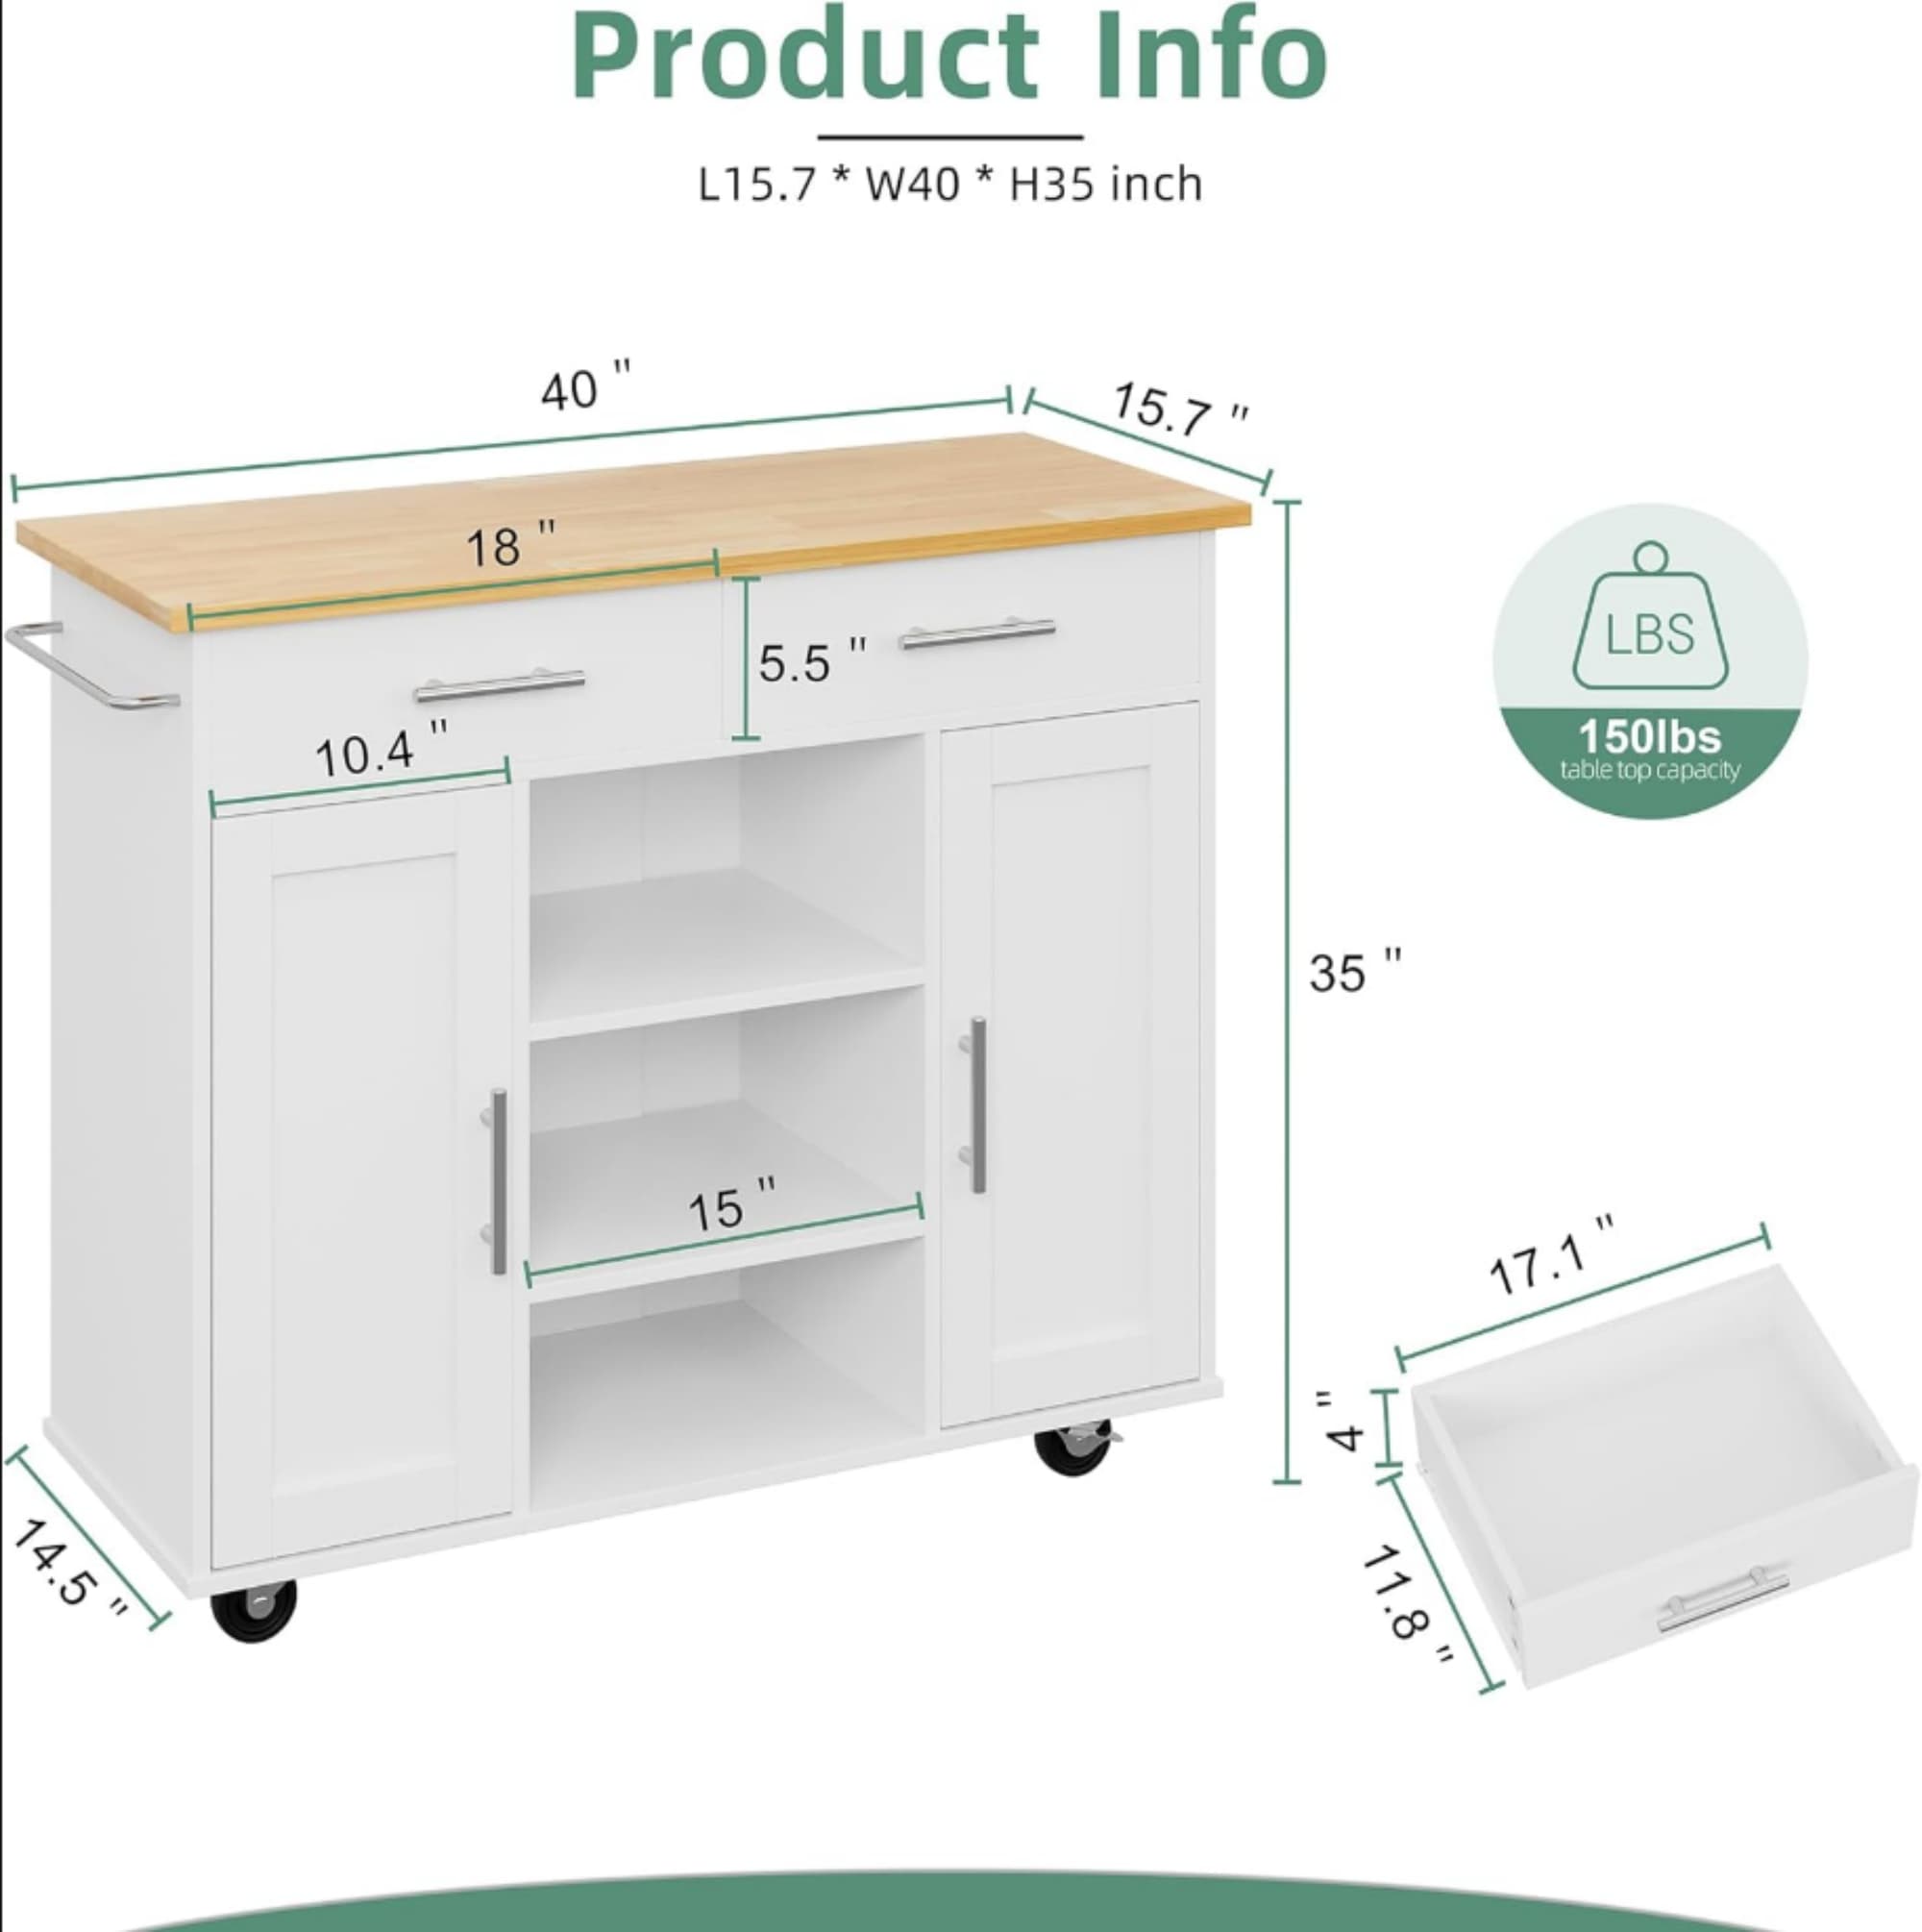 Product Info
L15.7 * W40 * H35 inch
40 "
15.7 "
18 "
5.5 "
10.4 "
LBS
150lbs
table top capacity
35 "
15 "
17.1 "
4 "
11.8 "
14.5 "